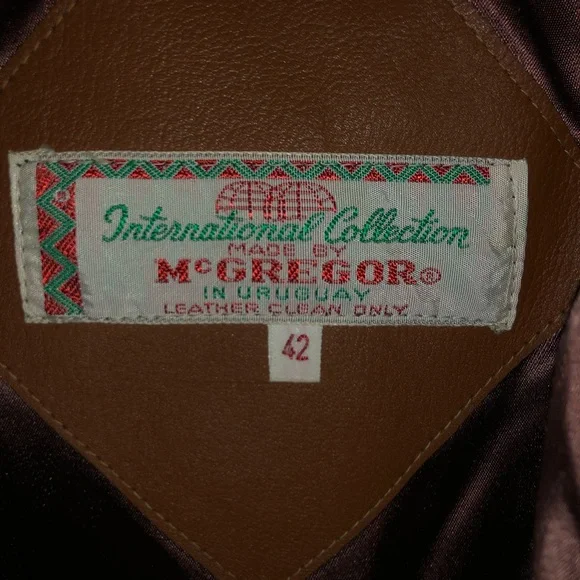 International Collection
MADE BY
McGREGOR®
IN URUGUAY
LEATHER CLEAN ONLY
42